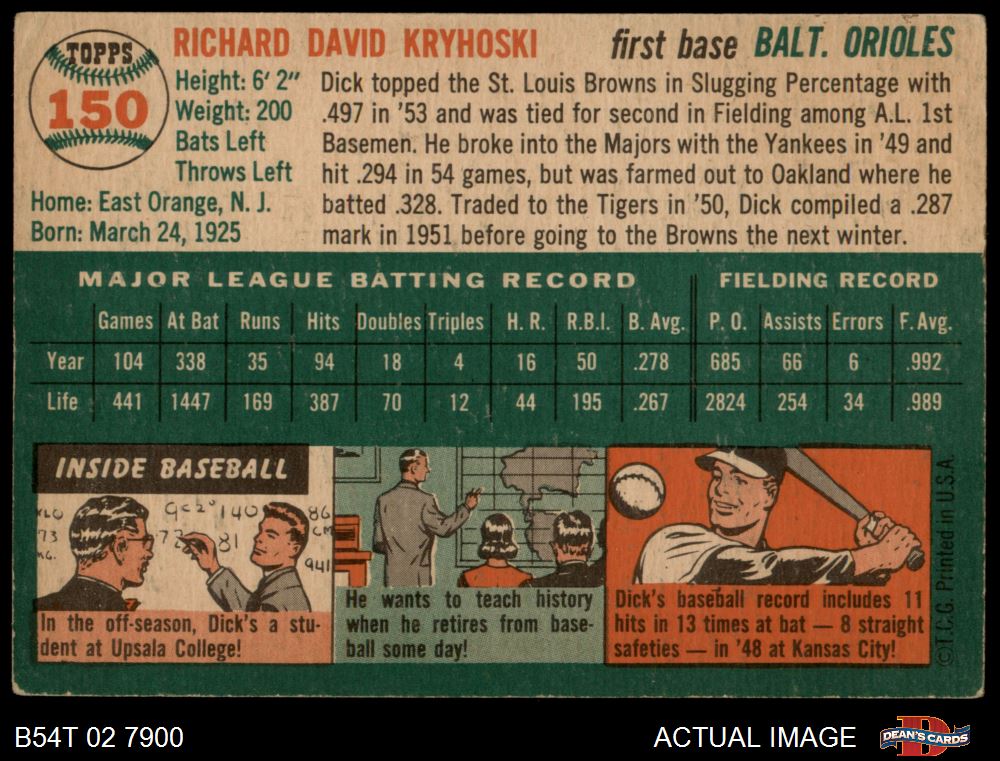 TOPPS
150
RICHARD DAVID KRYHOSKI first base BALT. ORIOLES
Height: 6' 2"
Weight: 200
Bats Left
Throws Left
Home: East Orange, N. J.
Born: March 24, 1925
Dick topped the St. Louis Browns in Slugging Percentage with
.497 in '53 and was tied for second in Fielding among A.L. 1st
Basemen. He broke into the Majors with the Yankees in '49 and
hit .294 in 54 games, but was farmed out to Oakland where he
batted .328. Traded to the Tigers in '50, Dick compiled a .287
mark in 1951 before going to the Browns the next winter.
MAJOR LEAGUE BATTING RECORD FIELDING RECORD
Games At Bat Runs Hits Doubles Triples H. R. R.B.I. B. Avg. P. O. Assists Errors F. Avg.
Year 104 338 35 94 18 4 16 50 .278 685 66 6 .992
Life 441 1447 169 387 70 12 44 195 .267 2824 254 34 .989
INSIDE BASEBALL
140 86
73 81
941
In the off-season, Dick's a stu-
dent at Upsala College!
He wants to teach history
when he retires from base-
ball some day!
Dick's baseball record includes 11
hits in 13 times at bat — 8 straight
safeties — in '48 at Kansas City!
©T.C.G. Printed in U.S.A.
B54T 02 7900 ACTUAL IMAGE
DEAN'S CARDS